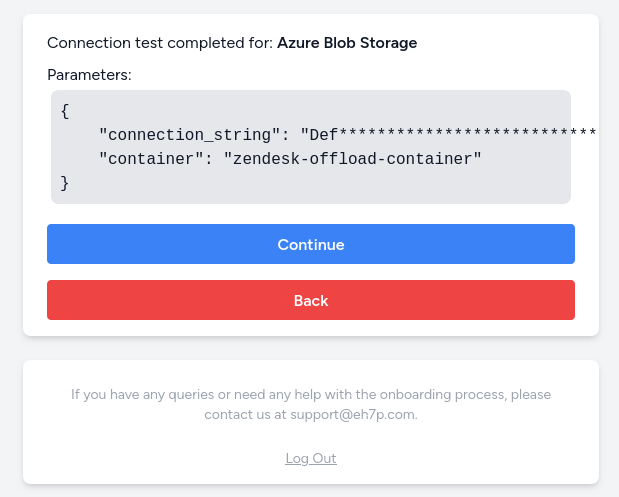 Connection test completed for: Azure Blob Storage
Parameters:
{
    "connection_string": "Def***************************
    "container": "zendesk-offload-container"
}
Continue
Back
If you have any queries or need any help with the onboarding process, please
contact us at support@eh7p.com.
Log Out